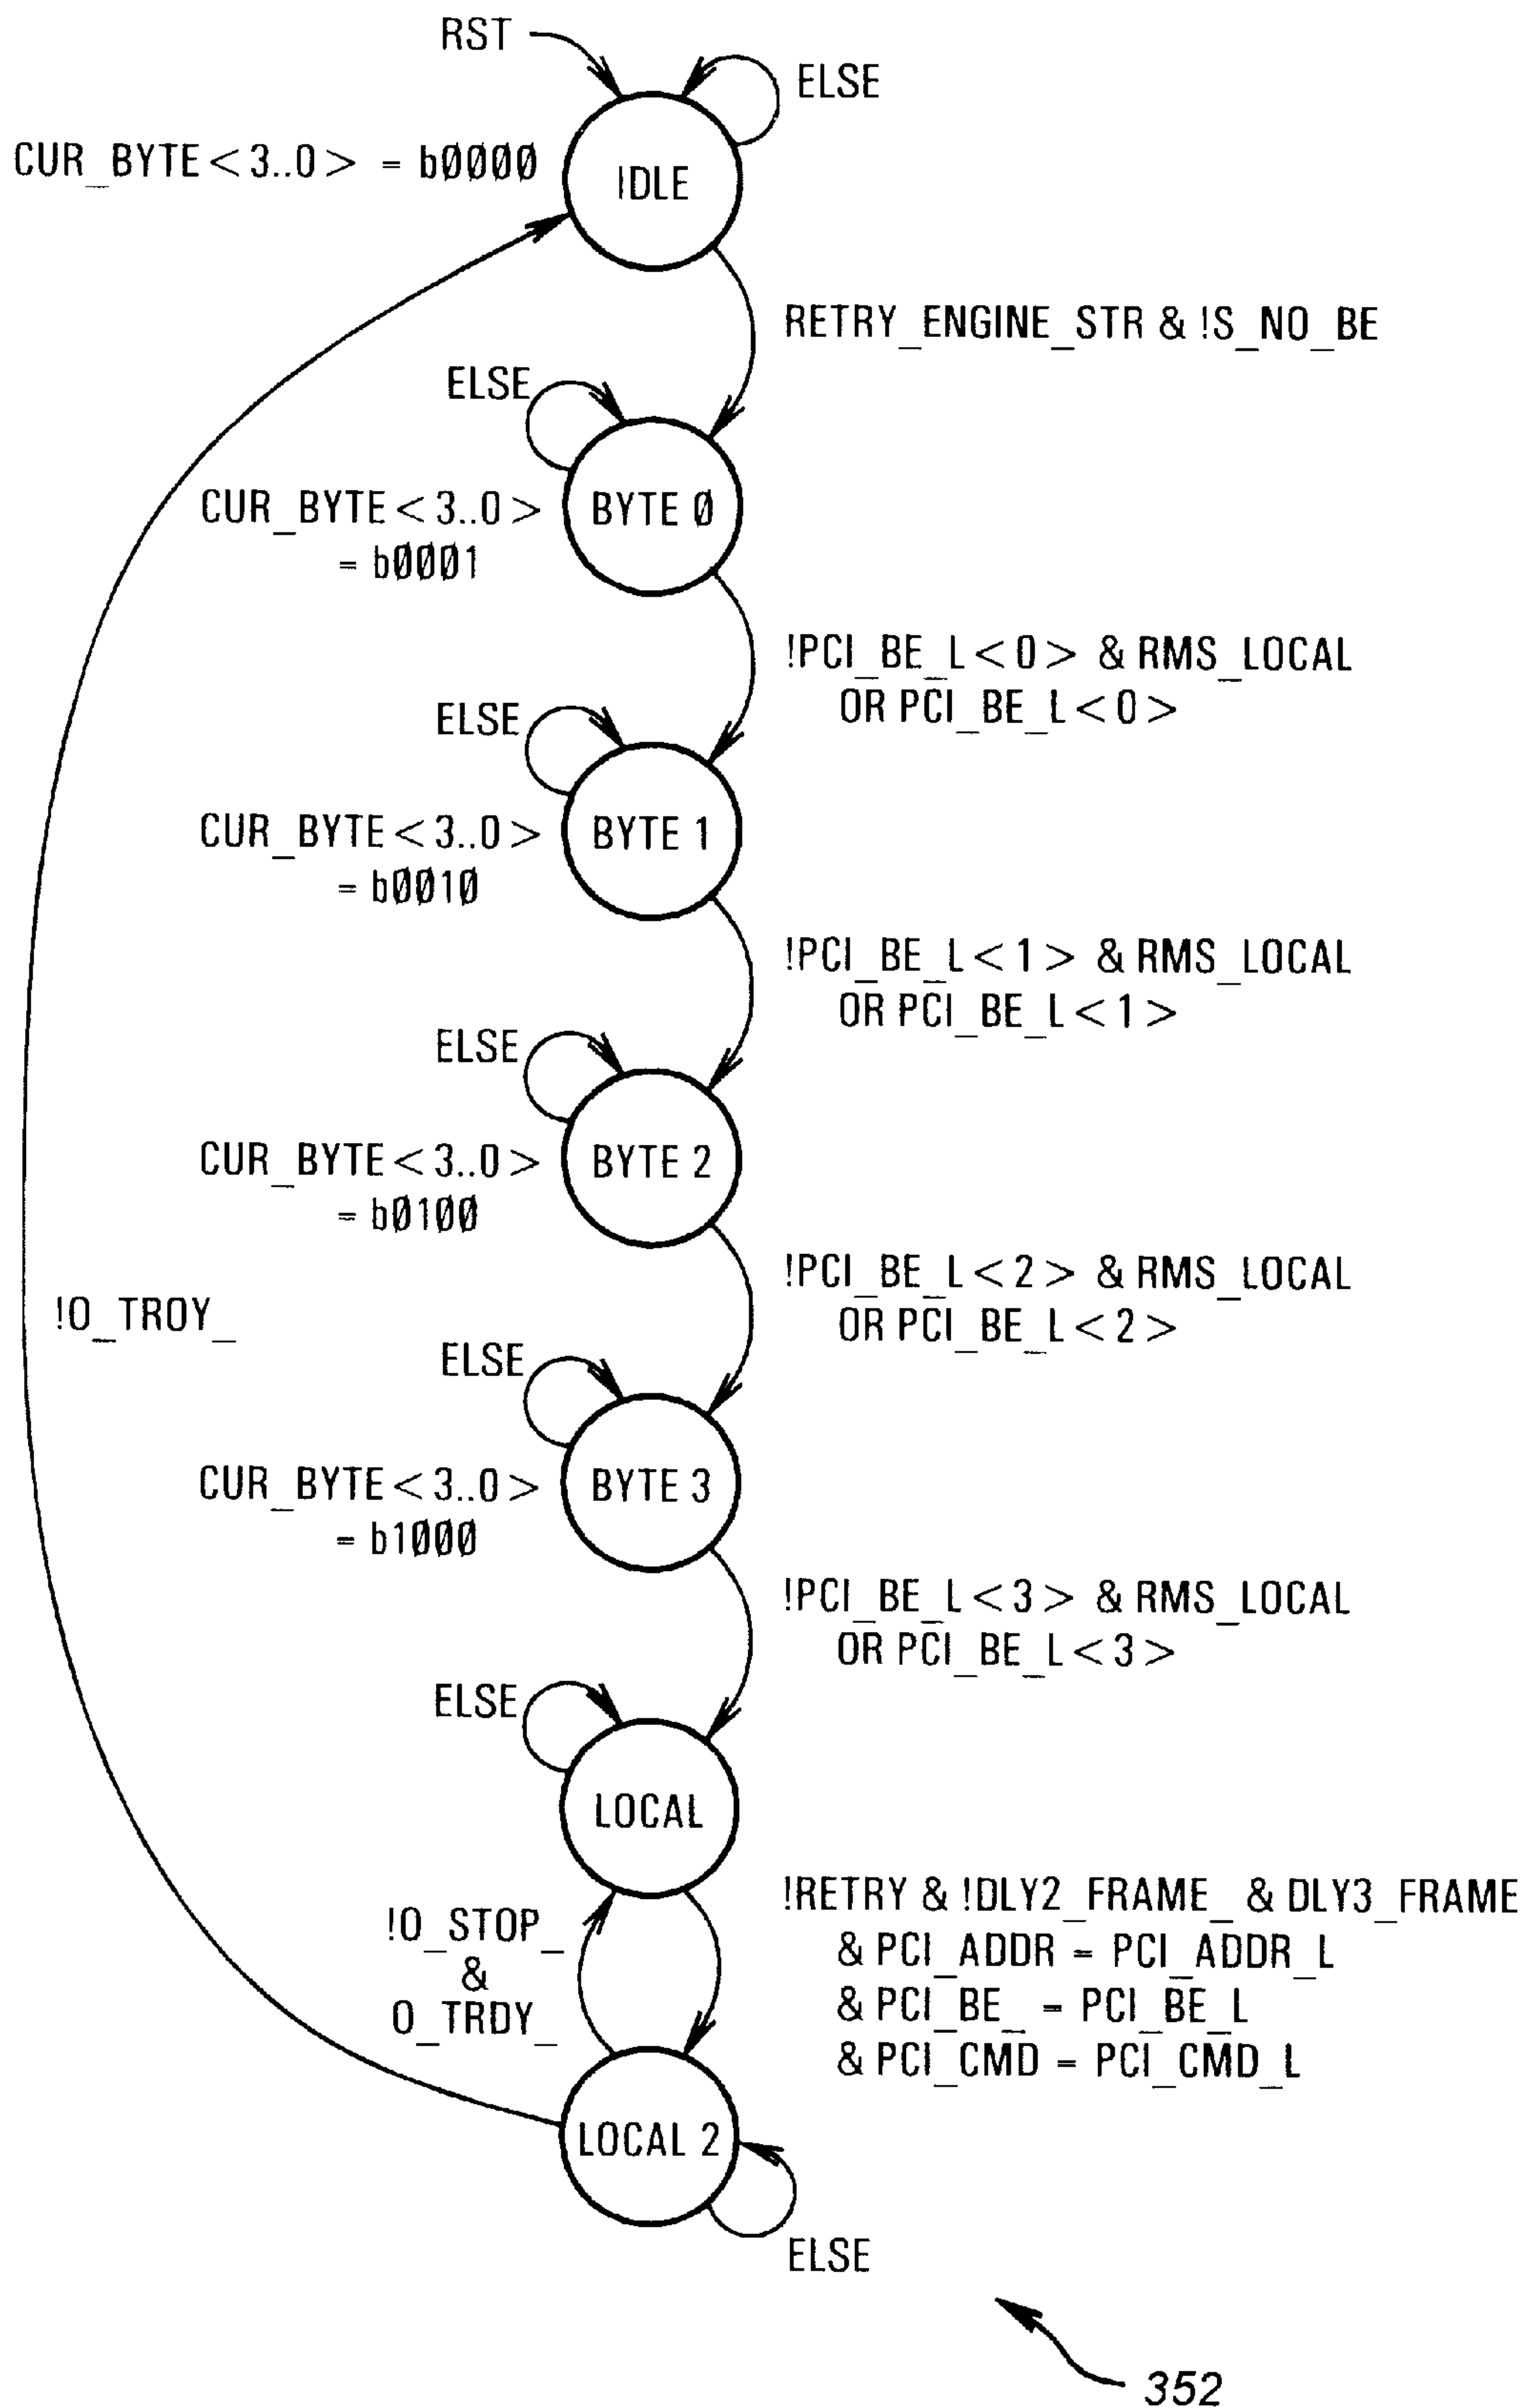 RST
ELSE
CUR_BYTE<3..0> = b0000
IDLE
RETRY_ENGINE_STR & !S_NO_BE
ELSE
CUR_BYTE<3..0>
= b0001
BYTE 0
!PCI_BE_L<0> & RMS_LOCAL
OR PCI_BE_L<0>
ELSE
CUR_BYTE<3..0>
= b0010
BYTE 1
!PCI_BE_L<1> & RMS_LOCAL
OR PCI_BE_L<1>
ELSE
CUR_BYTE<3..0>
= b0100
BYTE 2
!PCI_BE_L<2> & RMS_LOCAL
OR PCI_BE_L<2>
!O_TROY_
ELSE
CUR_BYTE<3..0>
= b1000
BYTE 3
!PCI_BE_L<3> & RMS_LOCAL
OR PCI_BE_L<3>
ELSE
LOCAL
!RETRY & !DLY2_FRAME_ & DLY3_FRAME
& PCI_ADDR = PCI_ADDR_L
& PCI_BE_ = PCI_BE_L
& PCI_CMD = PCI_CMD_L
!O_STOP_
&
O_TRDY_
LOCAL 2
ELSE
352